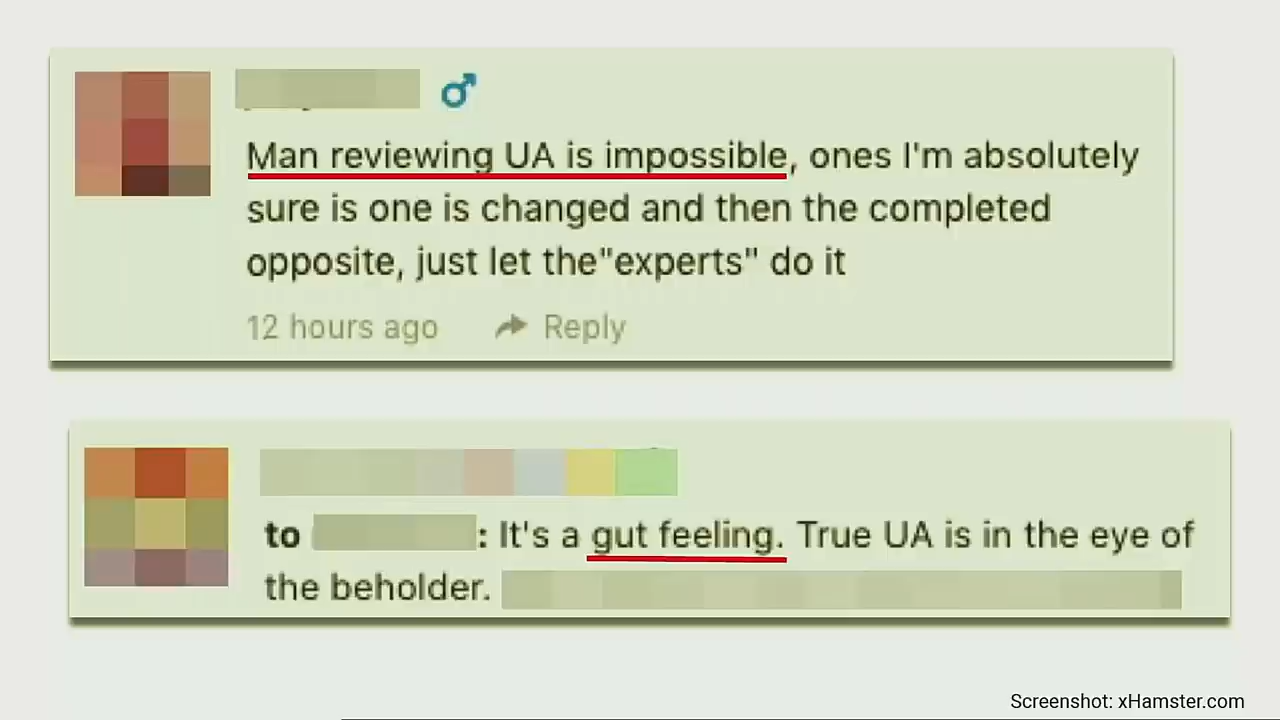 Man reviewing UA is impossible, ones I'm absolutely
sure is one is changed and then the completed
opposite, just let the"experts" do it
12 hours ago Reply
to : It's a gut feeling. True UA is in the eye of
the beholder.
Screenshot: xHamster.com